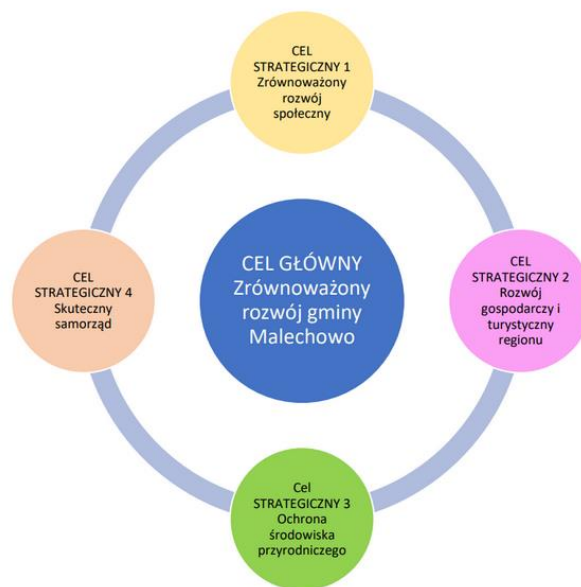 CEL
STRATEGICZNY 1
Zrównoważony
rozwój
społeczny
CEL GŁÓWNY
Zrównoważony
rozwój gminy
Malechowo
CEL
STRATEGICZNY 2
Rozwój
gospodarczy i
turystyczny
regionu
Cel
STRATEGICZNY 3
Ochrona
środowiska
przyrodniczego
CEL
STRATEGICZNY 4
Skuteczny
samorząd